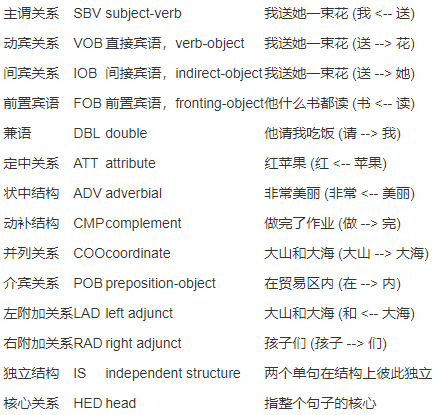 主谓关系 SBV subject-verb 我送她一束花 (我 <-- 送)
动宾关系 VOB 直接宾语，verb-object 我送她一束花 (送 --> 花)
间宾关系 IOB 间接宾语，indirect-object 我送她一束花 (送 --> 她)
前置宾语 FOB 前置宾语，fronting-object 他什么书都读 (书 <-- 读)
兼语 DBL double 他请我吃饭 (请 --> 我)
定中关系 ATT attribute 红苹果 (红 <-- 苹果)
状中结构 ADV adverbial 非常美丽 (非常 <-- 美丽)
动补结构 CMP complement 做完了作业 (做 --> 完)
并列关系 COO coordinate 大山和大海 (大山 --> 大海)
介宾关系 POB preposition-object 在贸易区内 (在 --> 内)
左附加关系 LAD left adjunct 大山和大海 (和 <-- 大海)
右附加关系 RAD right adjunct 孩子们 (孩子 --> 们)
独立结构 IS independent structure 两个单句在结构上彼此独立
核心关系 HED head 指整个句子的核心